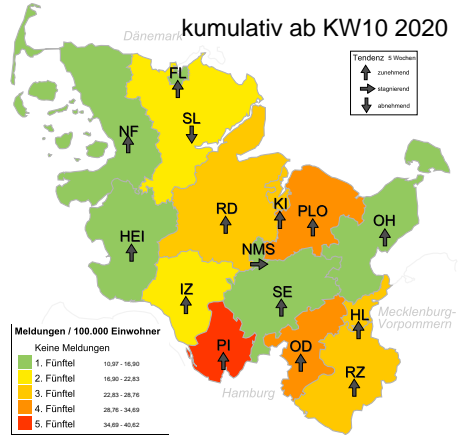 kumulativ ab KW10 2020
Dänemark
Tendenz 5 Wochen
zunehmend
stagnierend
abnehmend
FL
SL
NF
RD
KI
PLO
OH
HEI
NMS
IZ
SE
HL
Mecklenburg-
Vorpommern
PI
OD
RZ
Hamburg
Meldungen / 100.000 Einwohner
Keine Meldungen
1. Fünftel 10,97 - 16,90
2. Fünftel 16,90 - 22,83
3. Fünftel 22,83 - 28,76
4. Fünftel 28,76 - 34,69
5. Fünftel 34,69 - 40,62